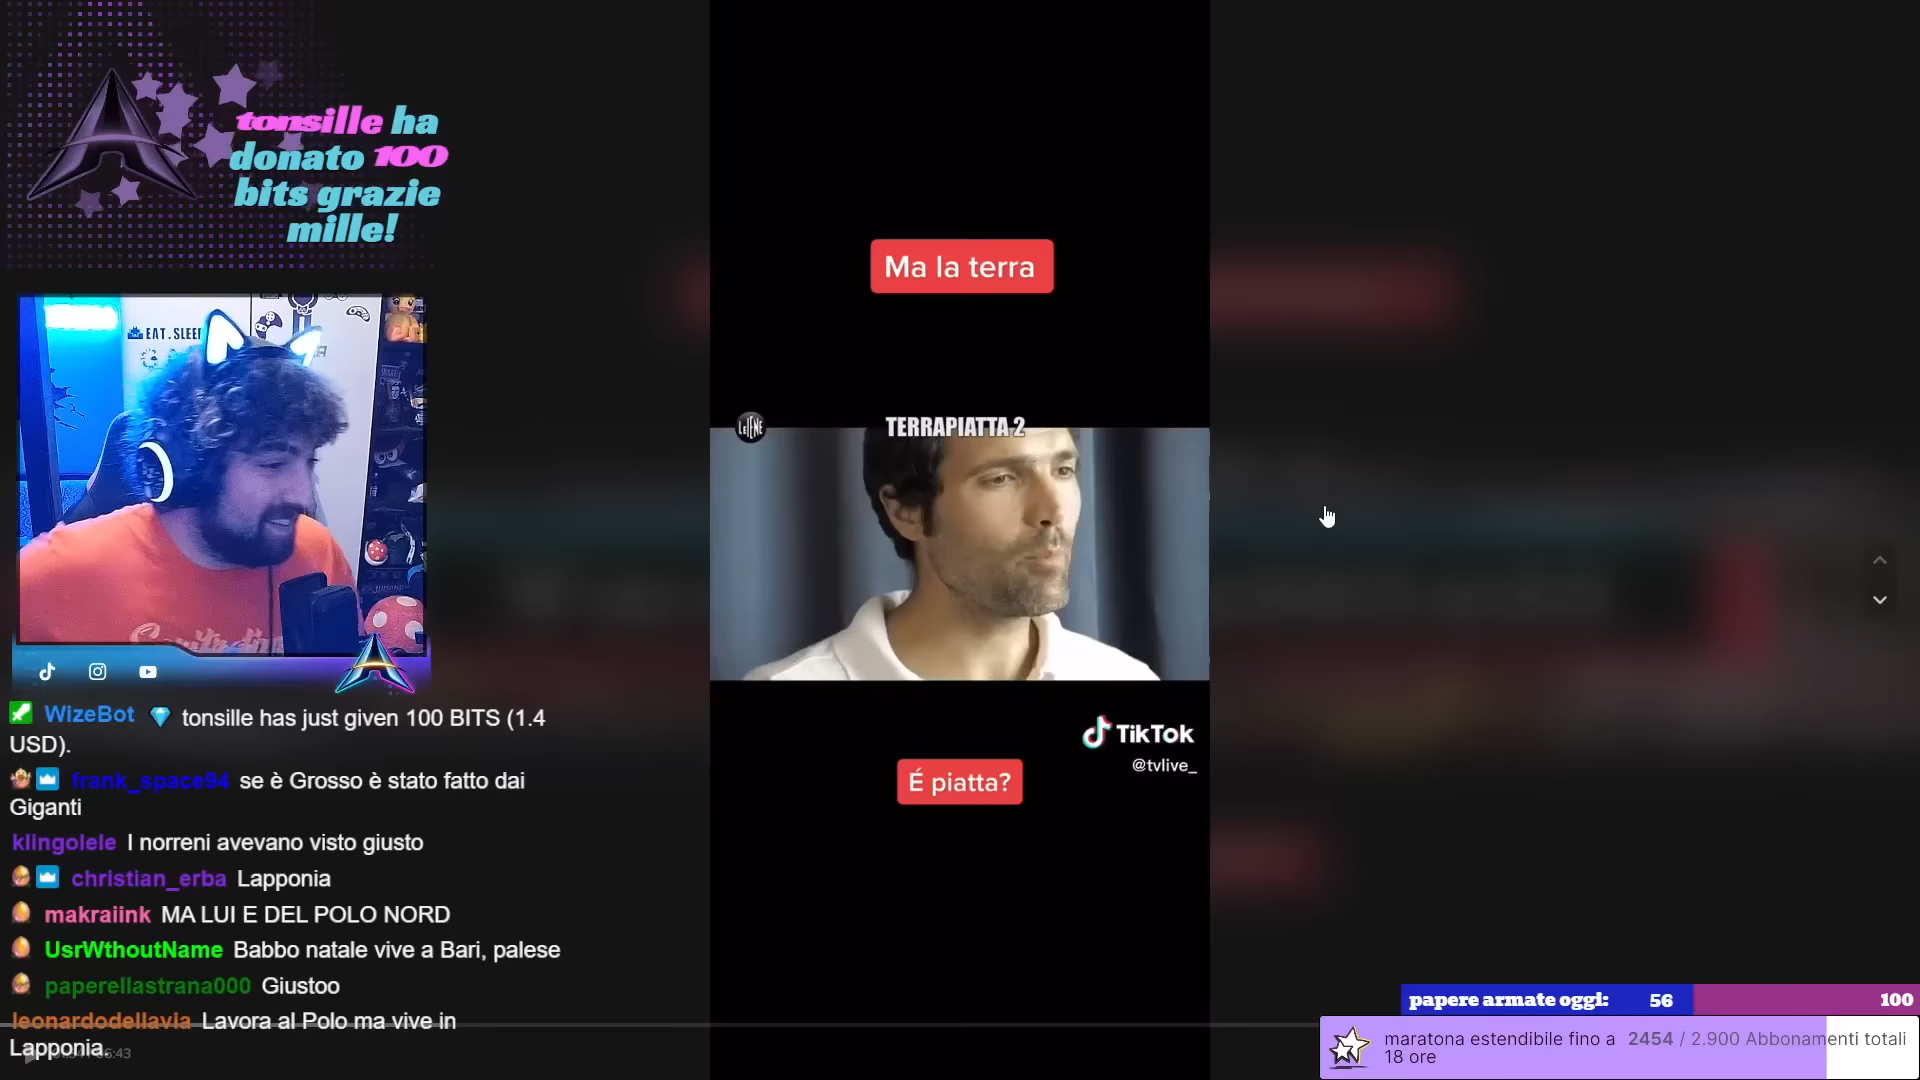 tonsille ha
donato 100
bits grazie
mille!
EAT.SLEEP
Ma la terra
LE IENE
TERRAPIATTA 2
TikTok
@tvlive_
É piatta?
WizeBot tonsille has just given 100 BITS (1.4
USD).
frank_space94 se è Grosso è stato fatto dai
Giganti
klingolele I norreni avevano visto giusto
christian_erba Lapponia
makraiink MA LUI E DEL POLO NORD
UsrWthoutName Babbo natale vive a Bari, palese
paperellastrana000 Giustoo
leonardodellavia Lavora al Polo ma vive in
Lapponia.
papere armate oggi: 56 100
maratona estendibile fino a 2454 / 2.900 Abbonamenti totali
18 ore